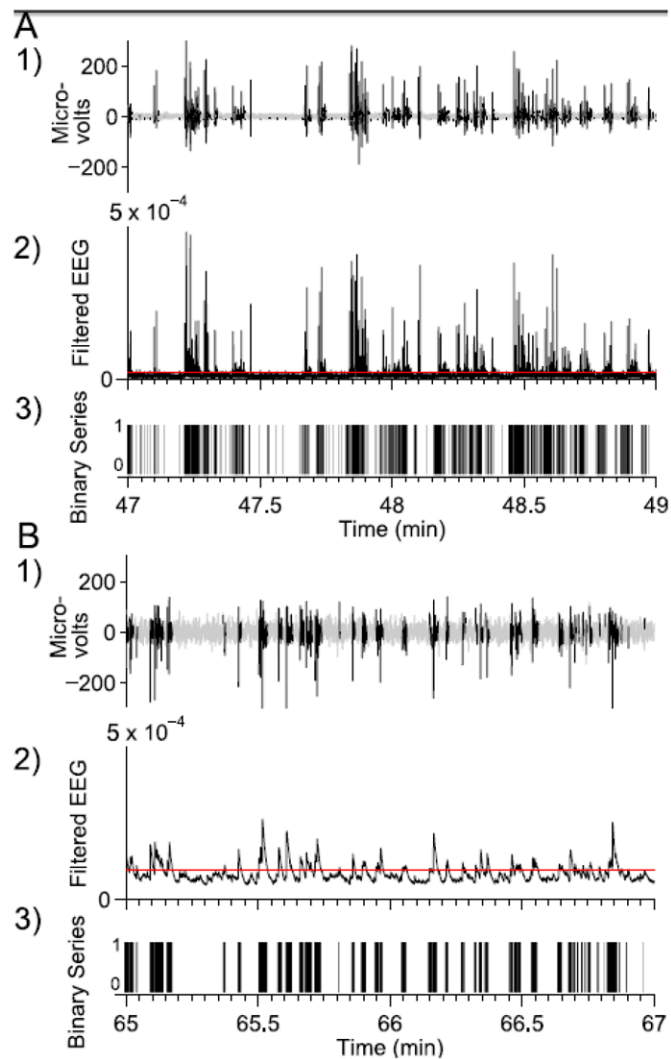 A
1)
200
0
−200
Micro-
volts
5 x 10−4
2)
Filtered EEG
0
3)
Binary Series
1
0
47
47.5
48
48.5
49
Time (min)
B
1)
200
0
−200
Micro-
volts
5 x 10−4
2)
Filtered EEG
0
3)
Binary Series
1
0
65
65.5
66
66.5
67
Time (min)